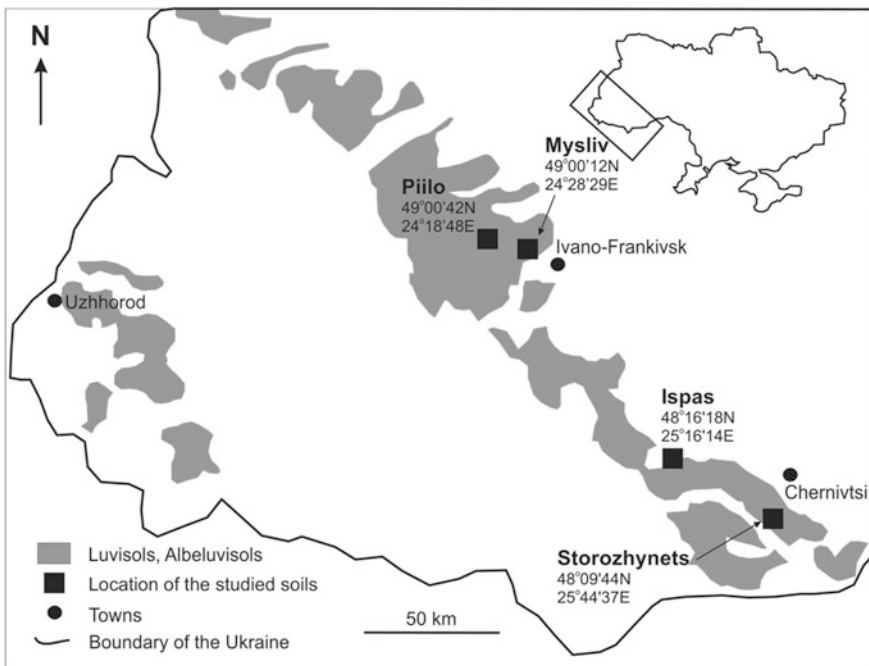 N
Mysliv
49°00'12N
24°28'29E
Piilo
49°00'42N
24°18'48E
Ivano-Frankivsk
Uzhhorod
Ispas
48°16'18N
25°16'14E
Chernivtsi
Storozhynets
48°09'44N
25°44'37E
Luvisols, Albeluvisols
Location of the studied soils
Towns
Boundary of the Ukraine
50 km